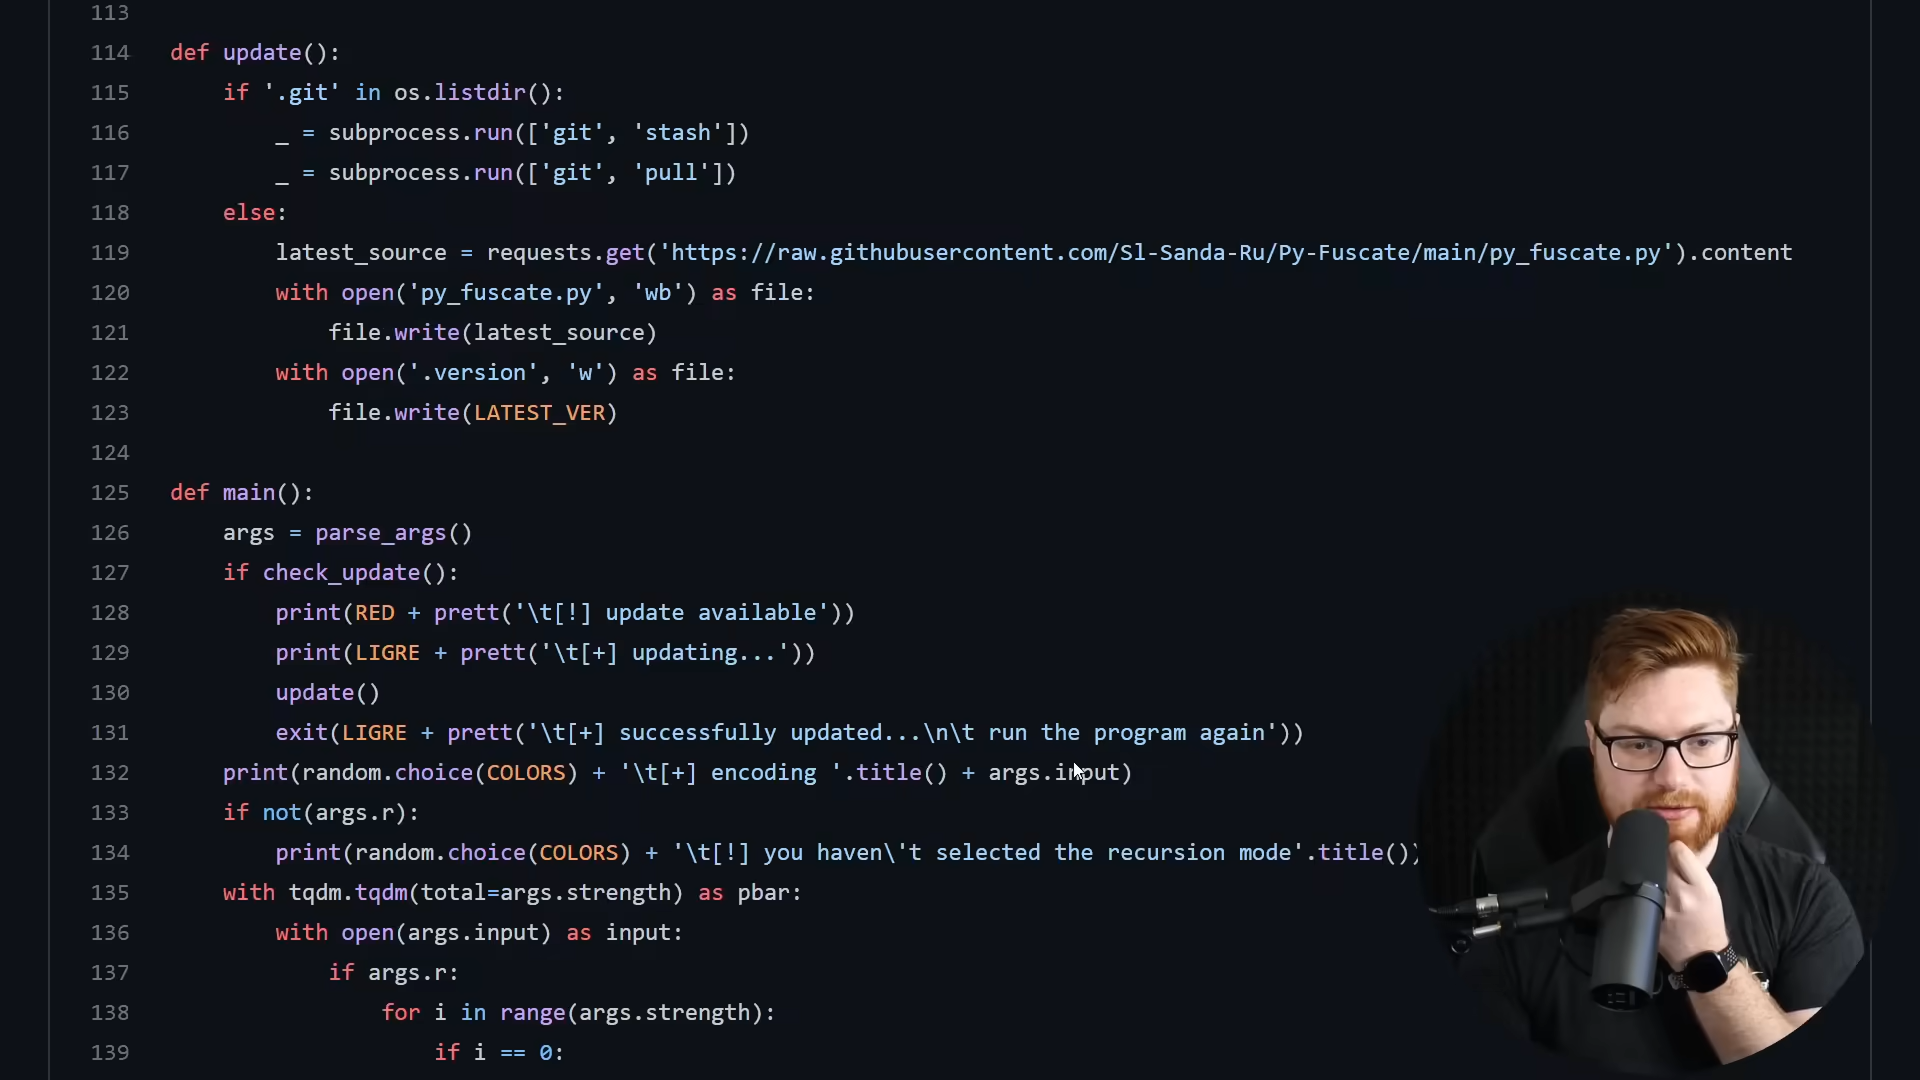 113
114 def update():
115     if '.git' in os.listdir():
116         _ = subprocess.run(['git', 'stash'])
117         _ = subprocess.run(['git', 'pull'])
118     else:
119         latest_source = requests.get('https://raw.githubusercontent.com/Sl-Sanda-Ru/Py-Fuscate/main/py_fuscate.py').content
120         with open('py_fuscate.py', 'wb') as file:
121             file.write(latest_source)
122         with open('.version', 'w') as file:
123             file.write(LATEST_VER)
124
125 def main():
126     args = parse_args()
127     if check_update():
128         print(RED + prett('\t[!] update available'))
129         print(LIGRE + prett('\t[+] updating...'))
130         update()
131         exit(LIGRE + prett('\t[+] successfully updated...\n\t run the program again'))
132     print(random.choice(COLORS) + '\t[+] encoding '.title() + args.input)
133     if not(args.r):
134         print(random.choice(COLORS) + '\t[!] you haven\'t selected the recursion mode'.title())
135     with tqdm.tqdm(total=args.strength) as pbar:
136         with open(args.input) as input:
137             if args.r:
138                 for i in range(args.strength):
139                     if i == 0: